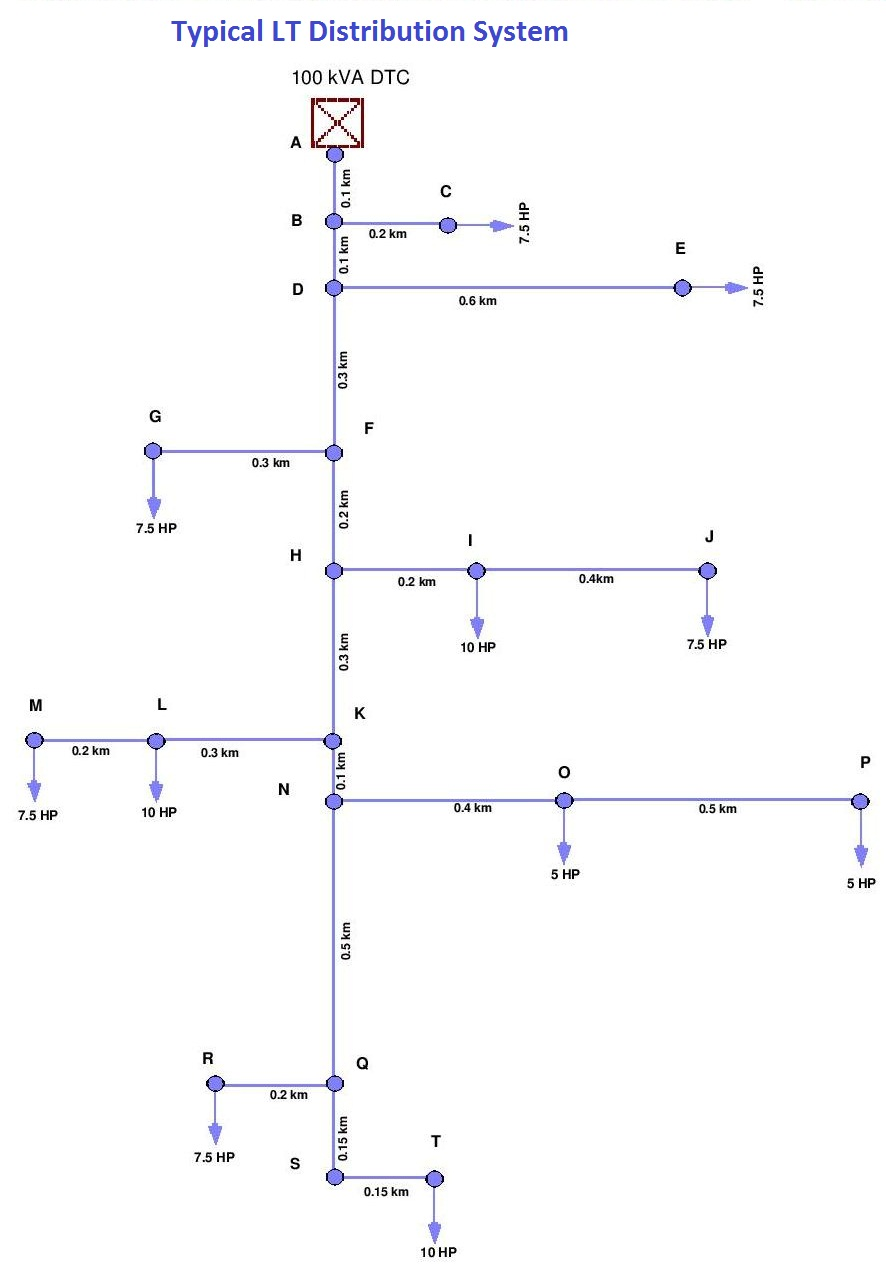 Typical LT Distribution System
100 kVA DTC
A
0.1 km
C
B
0.2 km
7.5 HP
0.1 km
E
D
0.6 km
7.5 HP
0.3 km
G
F
0.3 km
7.5 HP
0.2 km
H
I
J
0.2 km
0.4km
10 HP
7.5 HP
0.3 km
M
L
K
0.2 km
0.3 km
7.5 HP
10 HP
0.1 km
N
O
P
0.4 km
0.5 km
5 HP
5 HP
0.5 km
R
Q
0.2 km
7.5 HP
0.15 km
S
T
0.15 km
10 HP